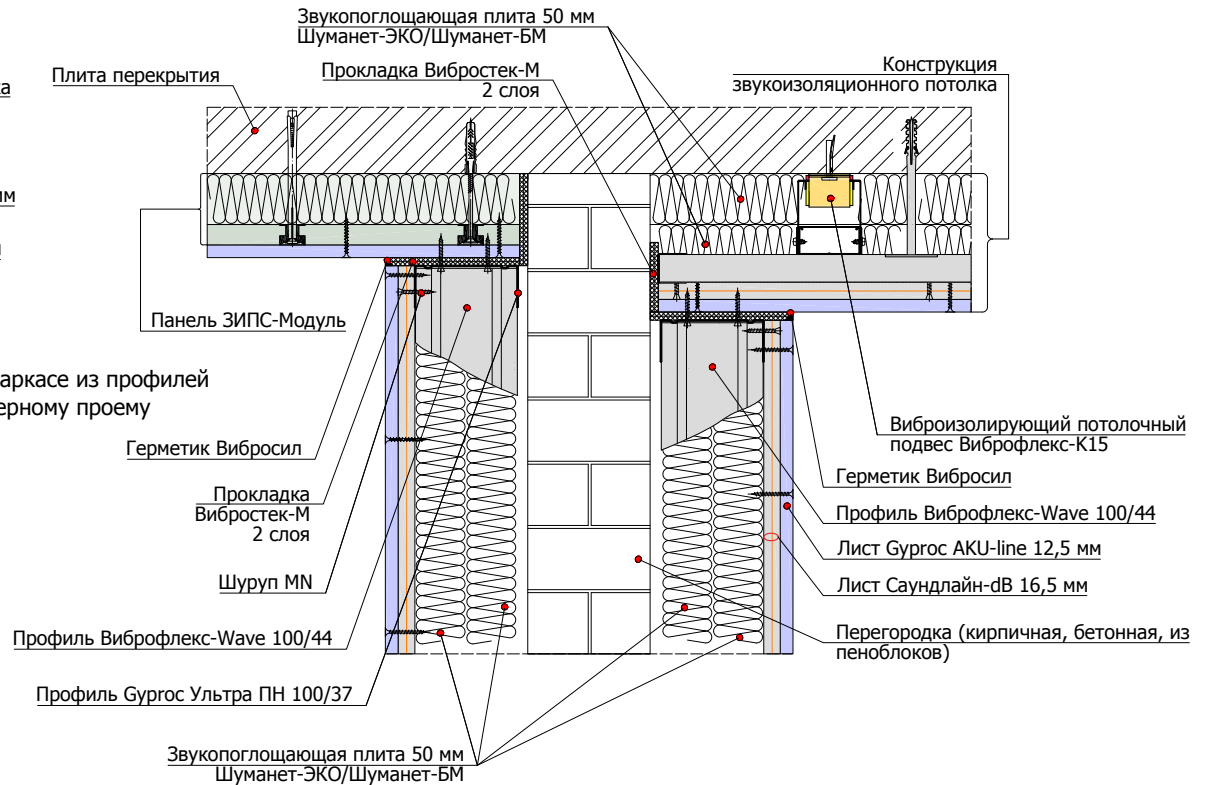 Звукопоглощающая плита 50 мм
Шуманет-ЭКО/Шуманет-БМ
Плита перекрытия
Прокладка Вибростек-М
2 слоя
Конструкция
звукоизоляционного потолка
Панель ЗИПС-Модуль
Герметик Вибросил
Прокладка
Вибростек-М
2 слоя
Шуруп MN
Профиль Виброфлекс-Wave 100/44
Профиль Gyproc Ультра ПН 100/37
Звукопоглощающая плита 50 мм
Шуманет-ЭКО/Шуманет-БМ
Виброизолирующий потолочный
подвес Виброфлекс-К15
Герметик Вибросил
Профиль Виброфлекс-Wave 100/44
Лист Gyproc AKU-line 12,5 мм
Лист Саундлайн-dB 16,5 мм
Перегородка (кирпичная, бетонная, из
пеноблоков)
из профилей
проему